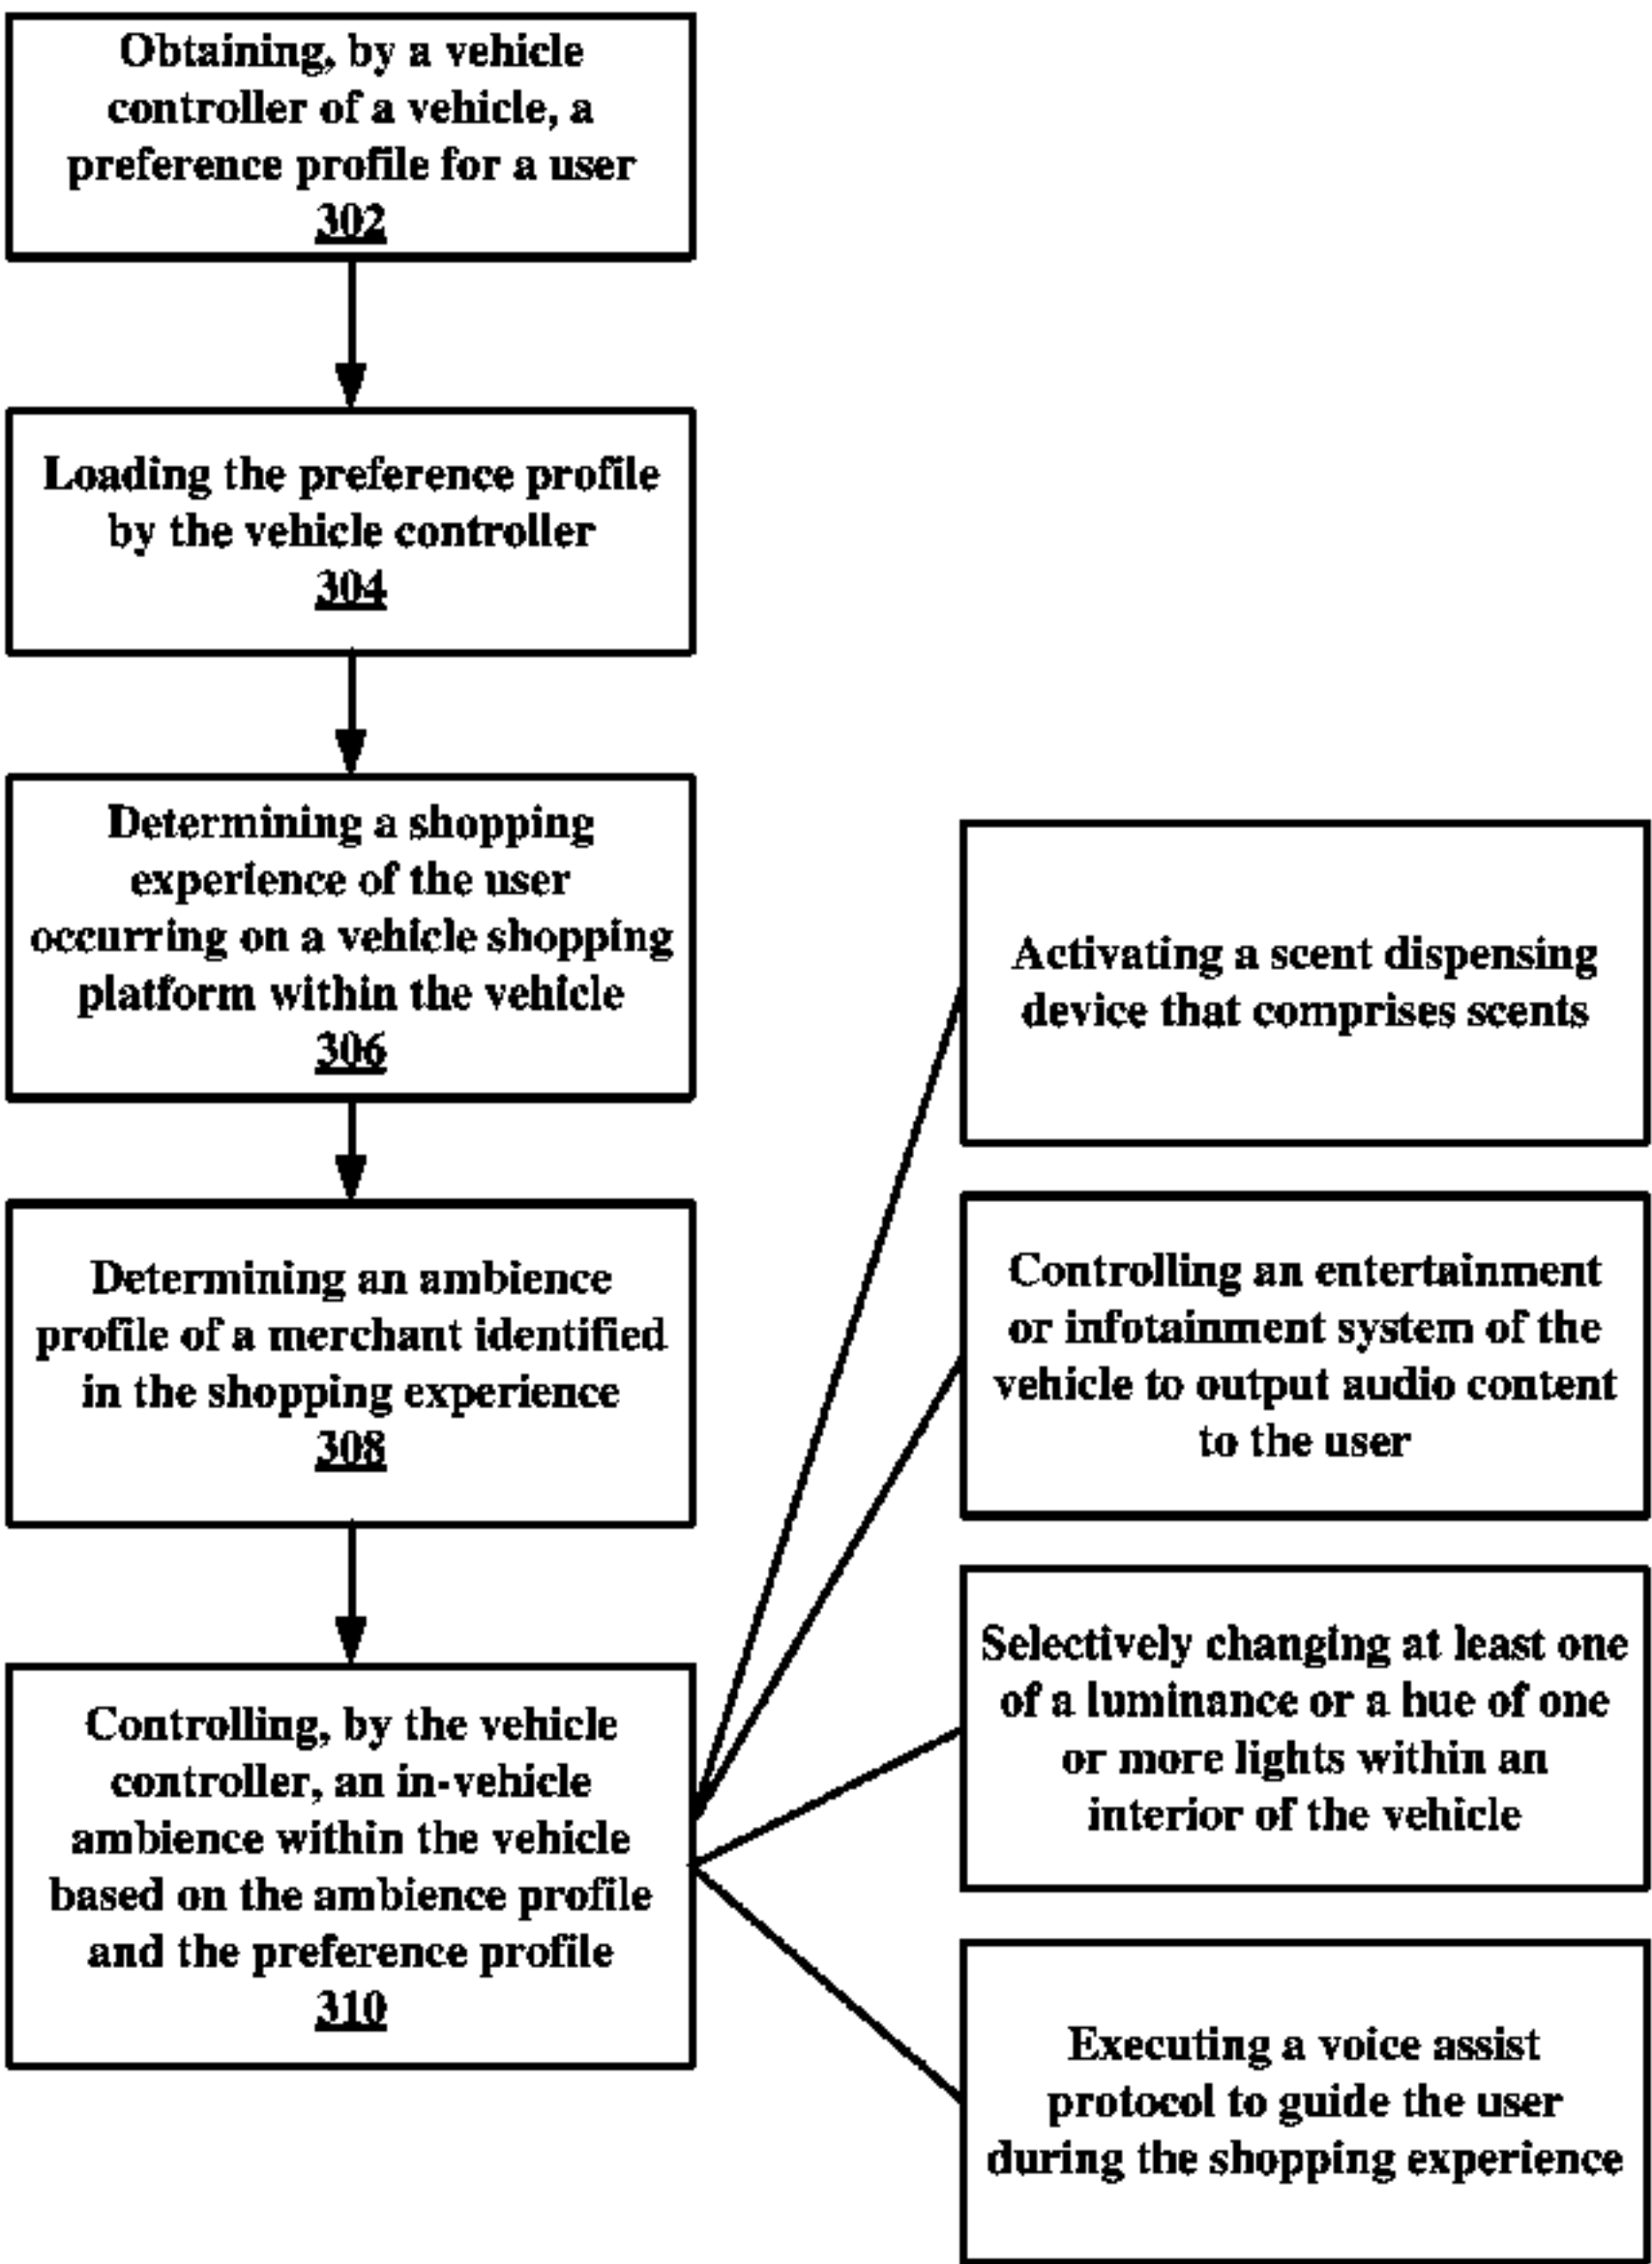 Obtaining, by a vehicle
controller of a vehicle, a
preference profile for a user
302
Loading the preference profile
by the vehicle controller
304
Determining a shopping
experience of the user
occurring on a vehicle shopping
platform within the vehicle
306
Determining an ambience
profile of a merchant identified
in the shopping experience
308
Controlling, by the vehicle
controller, an in-vehicle
ambience within the vehicle
based on the ambience profile
and the preference profile
310
Activating a scent dispensing
device that comprises scents
Controlling an entertainment
or infotainment system of the
vehicle to output audio content
to the user
Selectively changing at least one
of a luminance or a hue of one
or more lights within an
interior of the vehicle
Executing a voice assist
protocol to guide the user
during the shopping experience